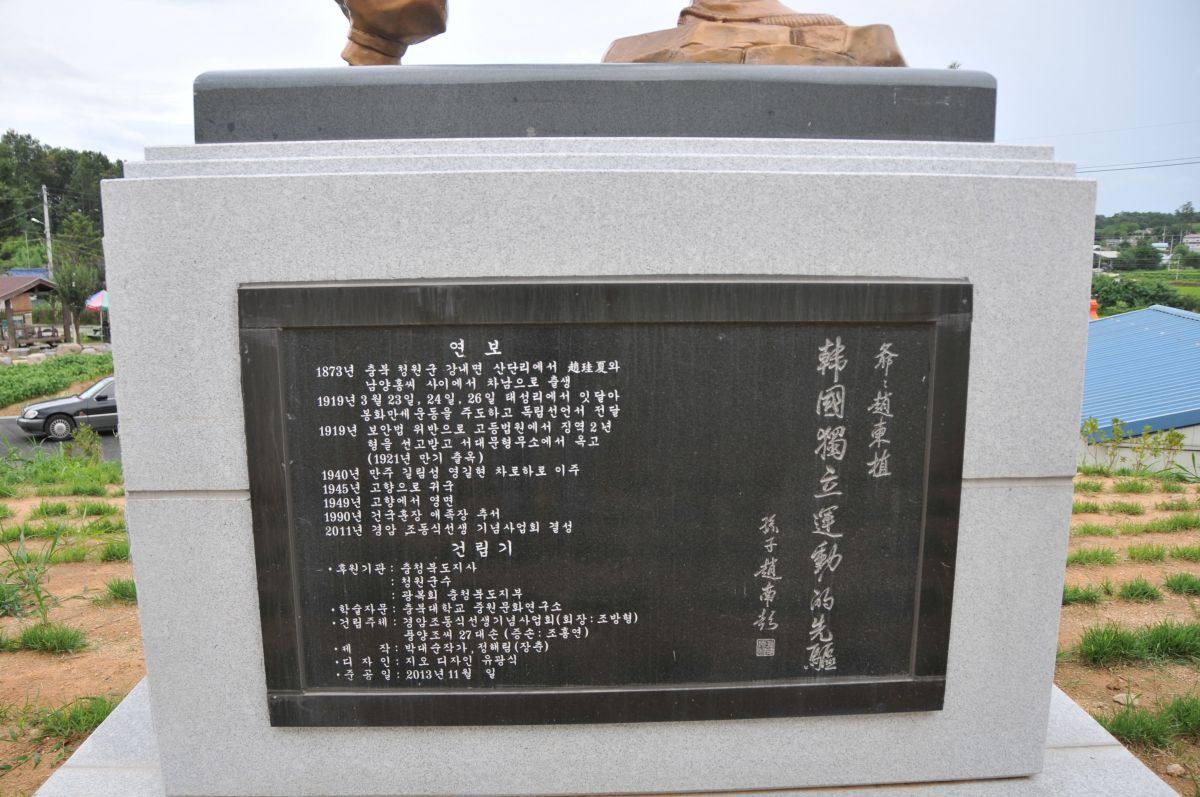 연 보
1873년 충북 청원군 강내면 산단리에서 趙珪夏와
남양홍씨 사이에서 차남으로 출생
1919년 3월 23일, 24일, 26일 태성리에서 잇달아
봉화만세운동을 주도하고 독립선언서 전달
1919년 보안법 위반으로 고등법원에서 징역 2년
형을 선고받고 서대문형무소에서 옥고
(1921년 만기 출옥)
1940년 만주 길림성 영길현 차로하로 이주
1945년 고향으로 귀국
1949년 고향에서 영면
1990년 건국훈장 애족장 추서
2011년 경암 조동식선생 기념사업회 결성
건 립 기
•후원기관 : 충청북도지사
: 청원군수
: 광복회 충청북도지부
•학술자문 : 충북대학교 중원문화연구소
•건립주체 : 경암조동식선생기념사업회(회장:조방형)
풍양조씨 27대손(증손:조흥연)
•제 작 : 박대순작가, 정해림(장춘)
•디 자 인 : 지오 디자인 유광식
•준 공 일 : 2013년 11월 일
爷〻趙東植
韩國獨立運動的先驅
孫子趙南彭